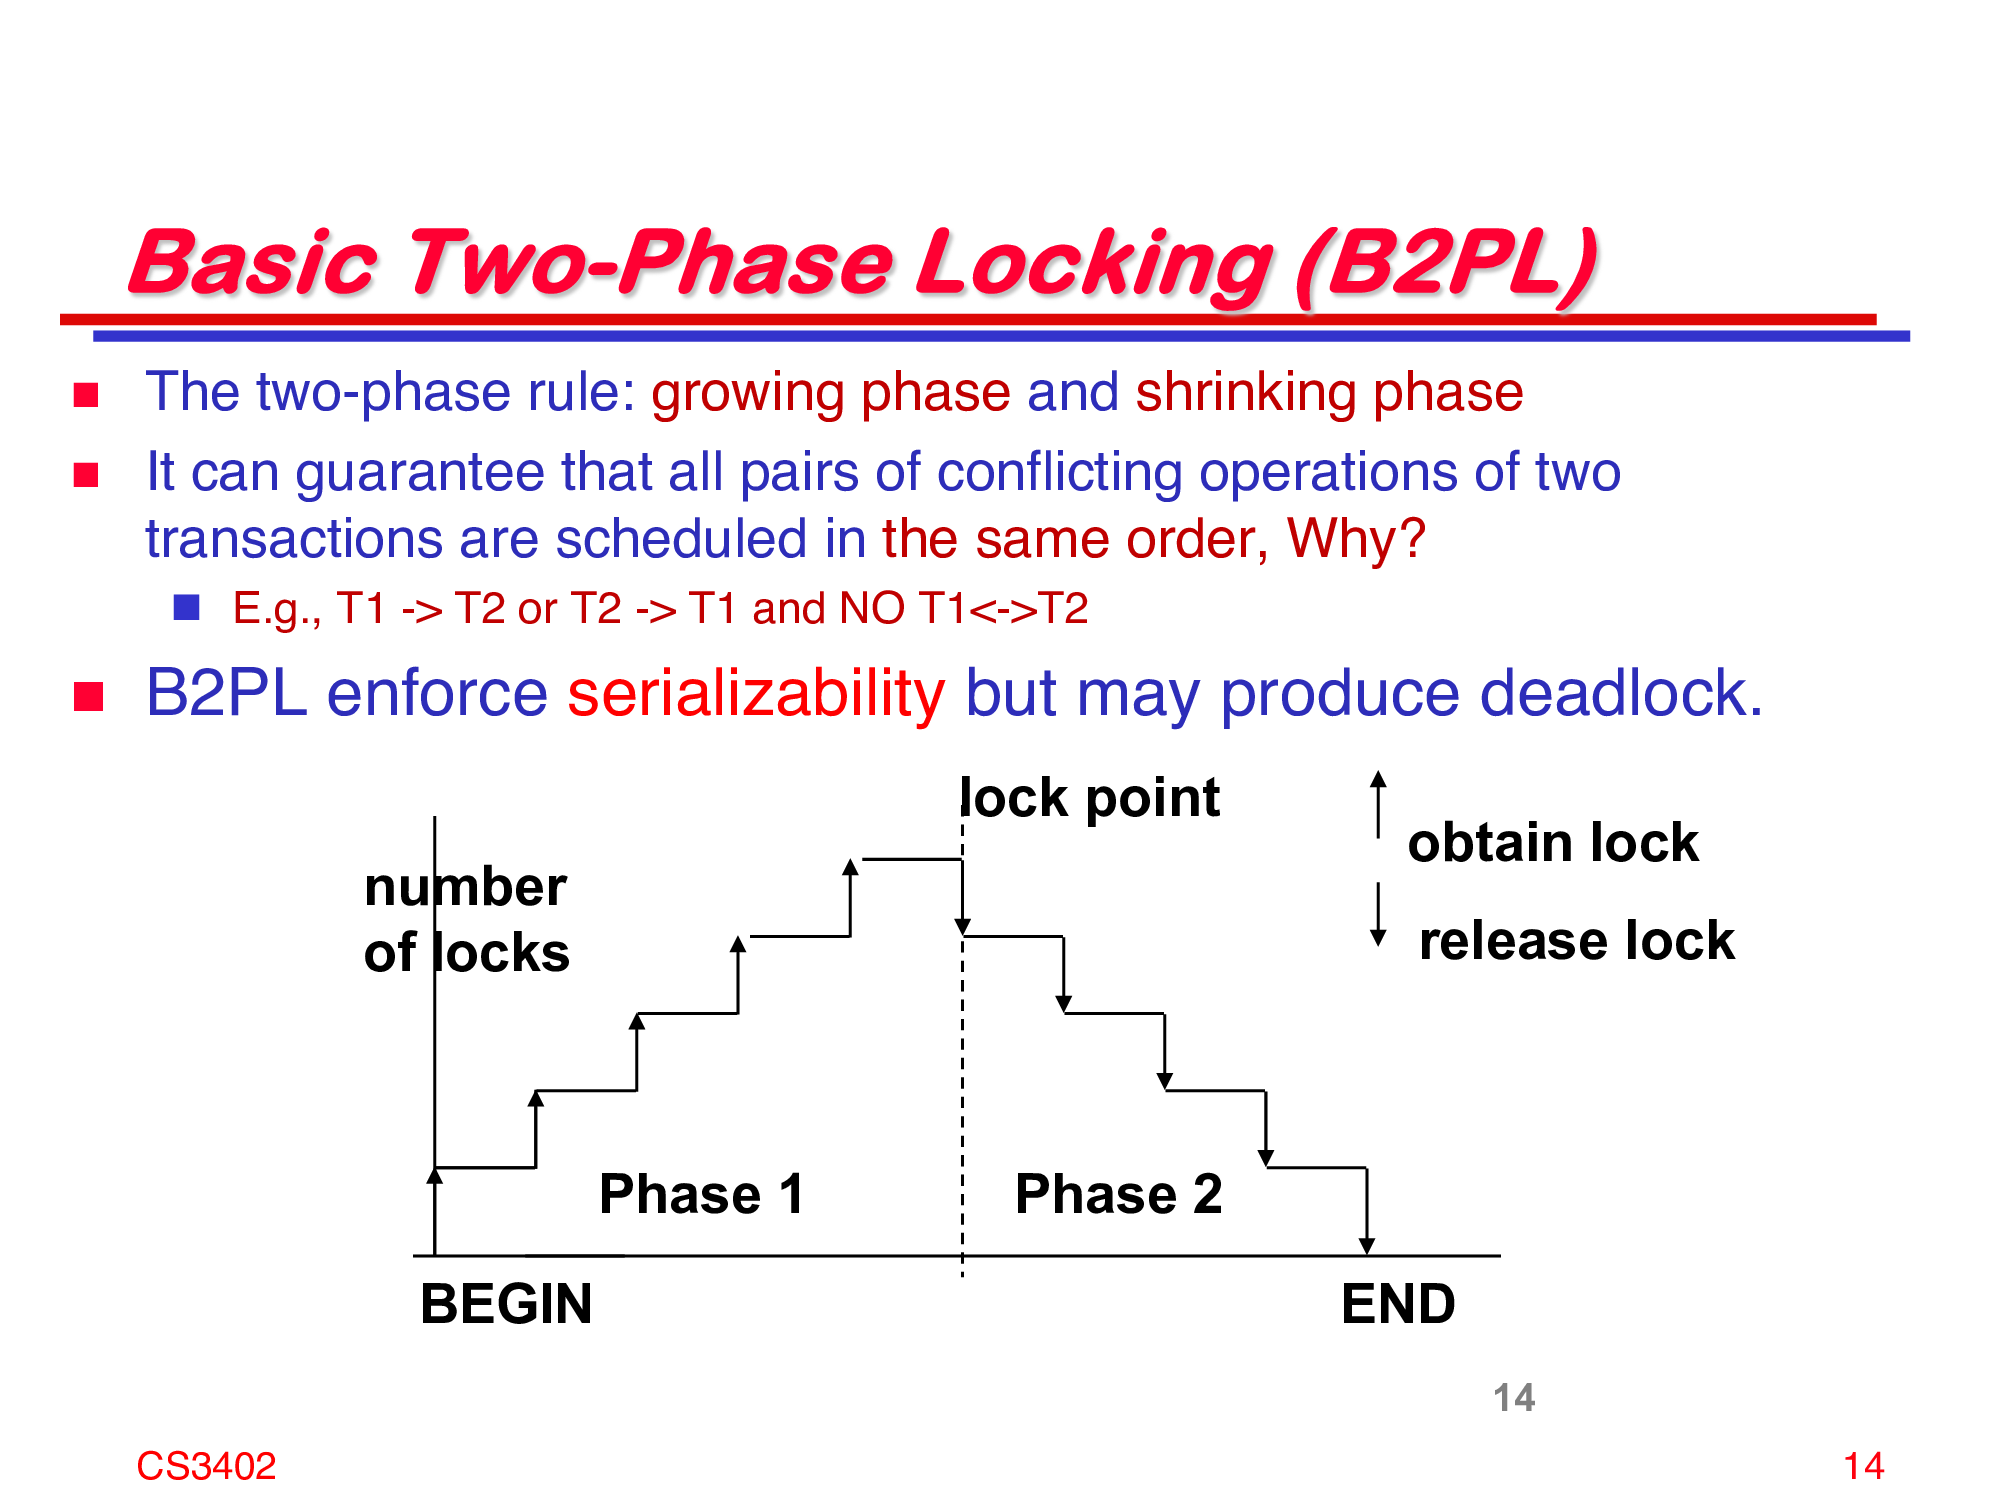 Basic Two-Phase Locking (B2PL)
The two-phase rule: growing phase and shrinking phase
It can guarantee that all pairs of conflicting operations of two
transactions are scheduled in the same order, Why?
E.g., T1 -> T2 or T2 -> T1 and NO T1<->T2
B2PL enforce serializability but may produce deadlock.
lock point
obtain lock
number
of locks
release lock
Phase 1
Phase 2
BEGIN
END
14
CS3402
14